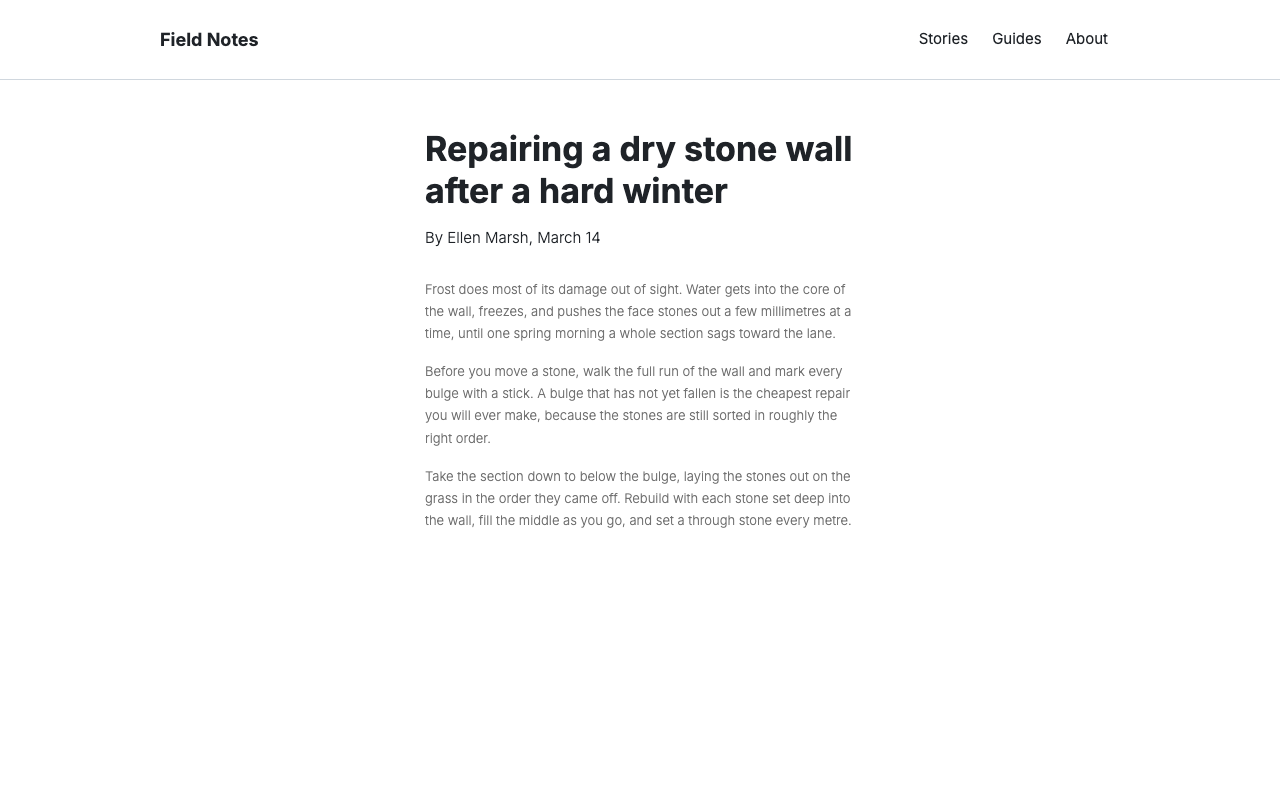 Field Notes
Stories Guides About
Repairing a dry stone wall
after a hard winter
By Ellen Marsh, March 14
Frost does most of its damage out of sight. Water gets into the core of
the wall, freezes, and pushes the face stones out a few millimetres at a
time, until one spring morning a whole section sags toward the lane.
Before you move a stone, walk the full run of the wall and mark every
bulge with a stick. A bulge that has not yet fallen is the cheapest repair
you will ever make, because the stones are still sorted in roughly the
right order.
Take the section down to below the bulge, laying the stones out on the
grass in the order they came off. Rebuild with each stone set deep into
the wall, fill the middle as you go, and set a through stone every metre.